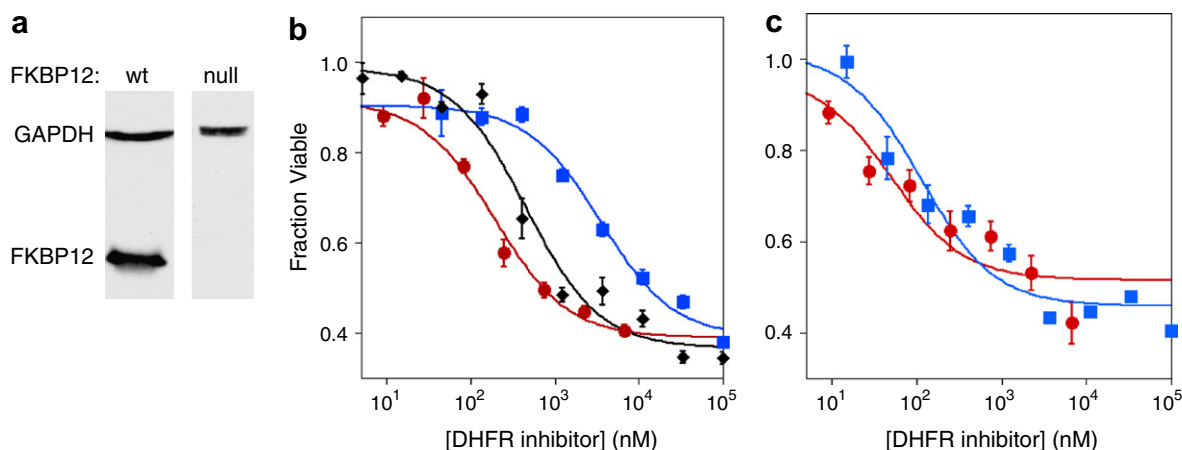 a
FKBP12: wt null
GAPDH
FKBP12
b
Fraction Viable
1.0
0.8
0.6
0.4
10¹ 10² 10³ 10⁴ 10⁵
[DHFR inhibitor] (nM)
c
1.0
0.8
0.6
0.4
10¹ 10² 10³ 10⁴ 10⁵
[DHFR inhibitor] (nM)